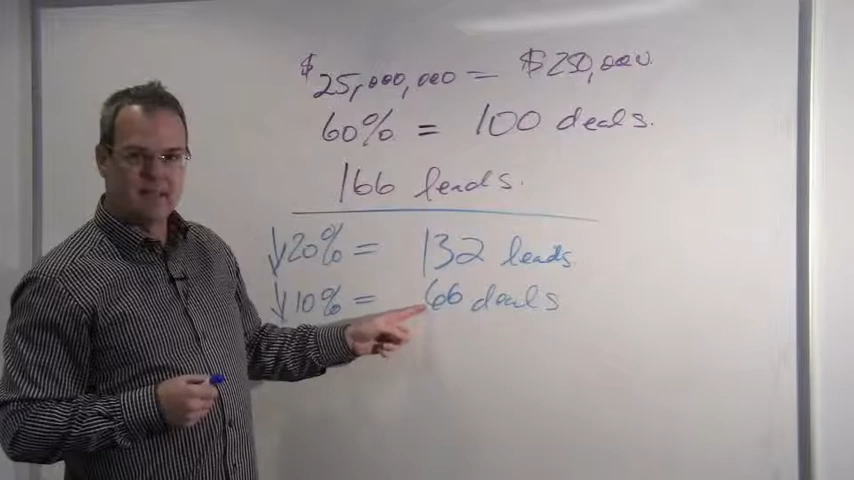 $25,000,000 = $250,000.
60% = 100 deals.
166 leads.
↓20% = 132 leads
↓10% = 66 deals